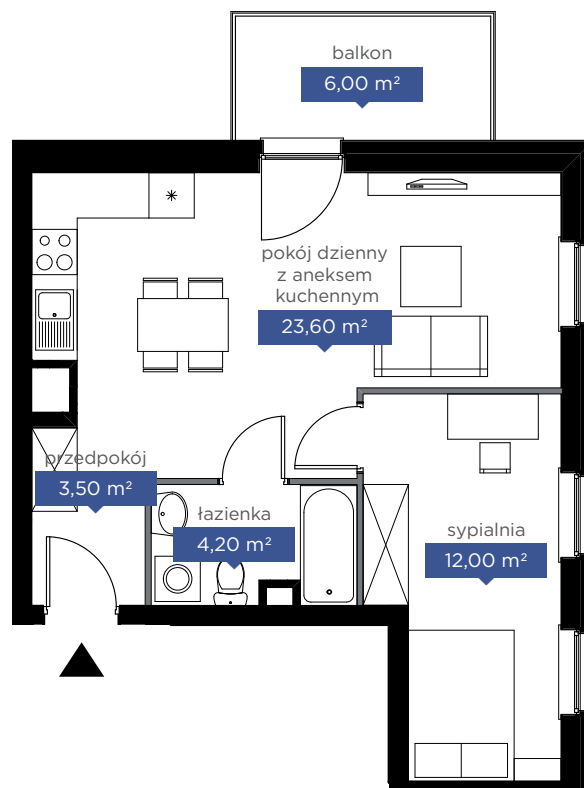 balkon
6,00 m²
pokój dzienny
z aneksem
kuchennym
23,60 m²
przedpokój
3,50 m²
łazienka
4,20 m²
sypialnia
12,00 m²